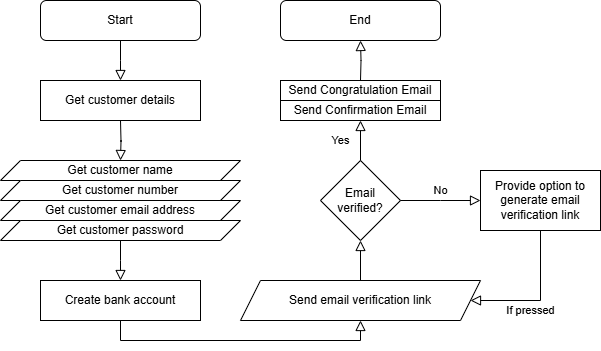 Start
Get customer details
Get customer name
Get customer number
Get customer email address
Get customer password
Create bank account
Send email verification link
Email
verified?
Yes
No
Provide option to
generate email
verification link
If pressed
Send Congratulation Email
Send Confirmation Email
End